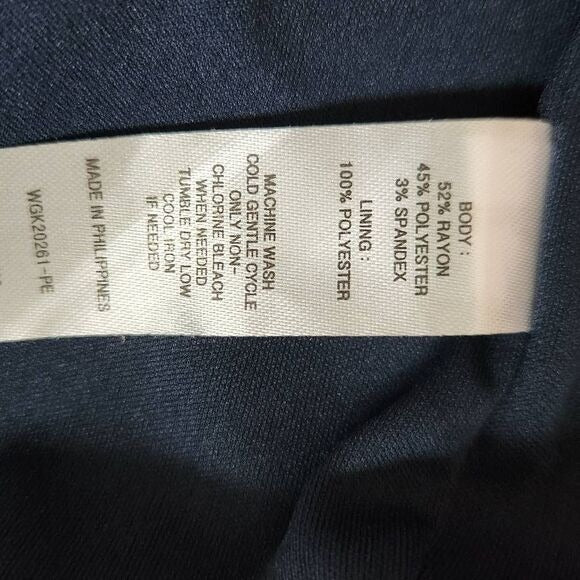 BODY :
52% RAYON
45% POLYESTER
3% SPANDEX
LINING :
100% POLYESTER
MACHINE WASH
COLD GENTLE CYCLE
ONLY NON-
CHLORINE BLEACH
WHEN NEEDED
TUMBLE DRY LOW
COOL IRON
IF NEEDED
MADE IN PHILIPPINES
WGK20261-PE